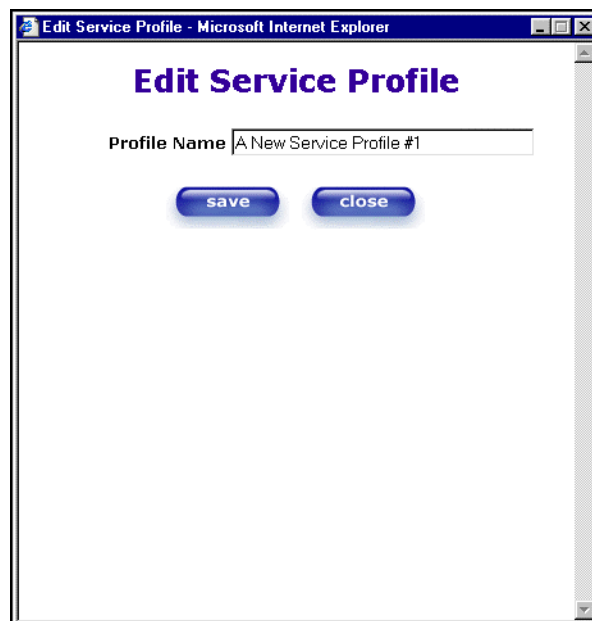 Edit Service Profile - Microsoft Internet Explorer
Edit Service Profile
Profile Name A New Service Profile #1
save close